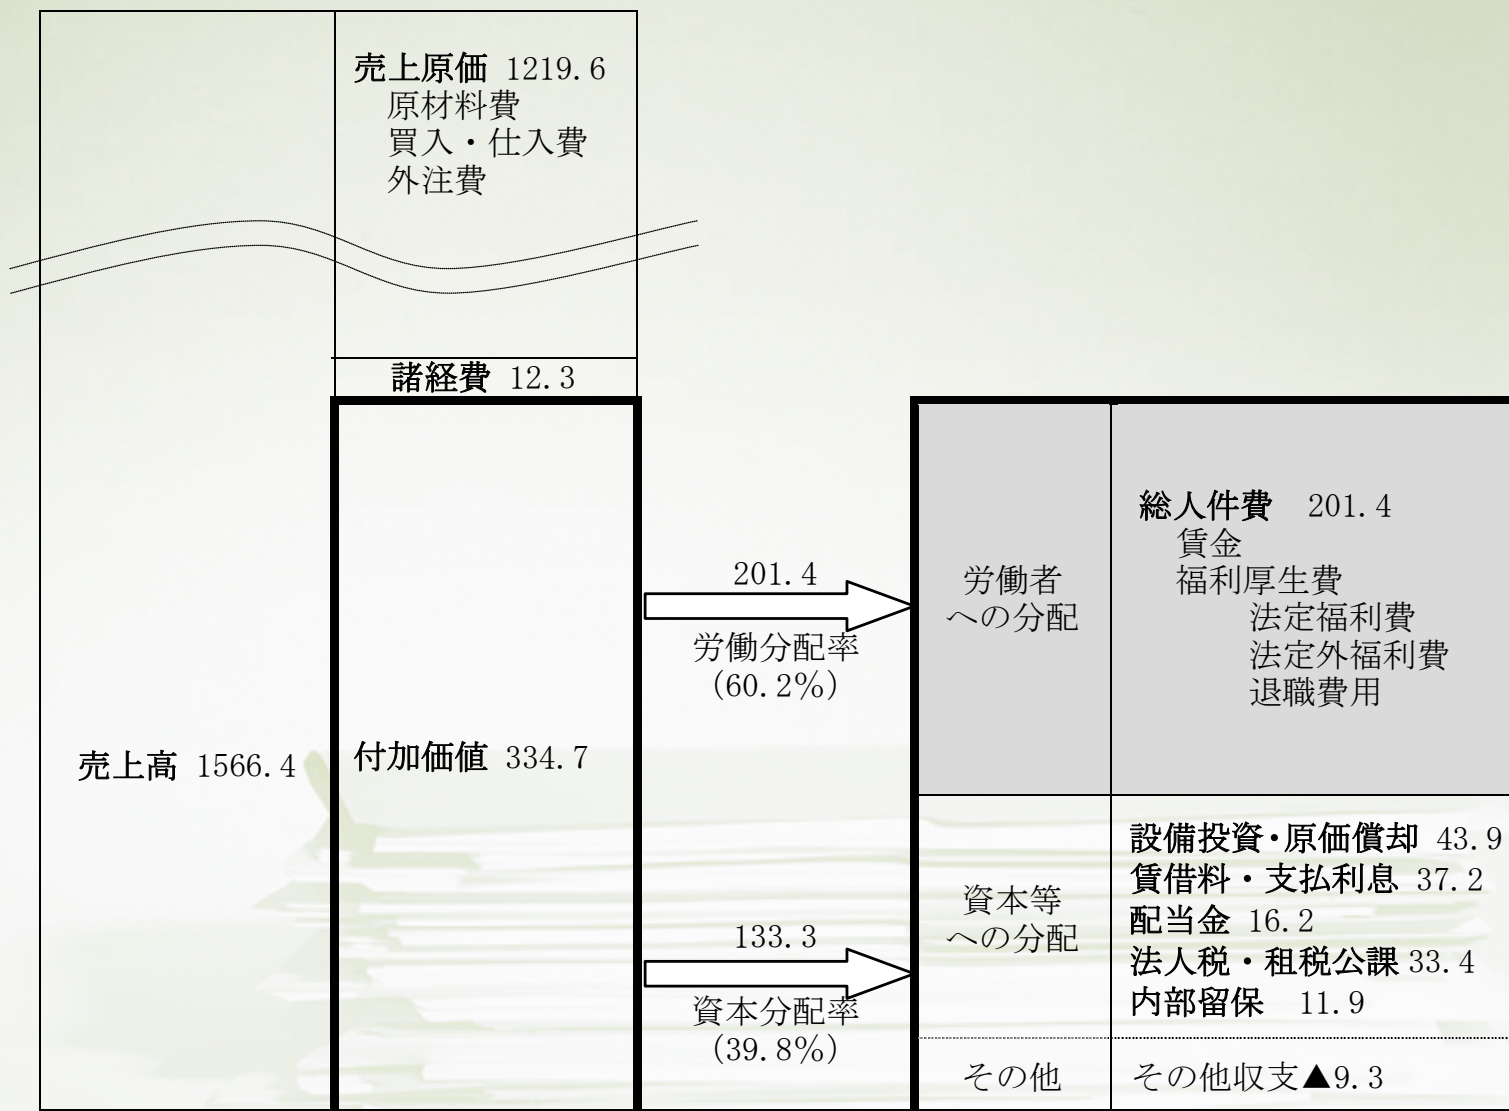 売上原価 1219.6
原材料費
買入・仕入費
外注費
諸経費 12.3
売上高 1566.4
付加価値 334.7
201.4
労働分配率
(60.2%)
133.3
資本分配率
(39.8%)
労働者
への分配
総人件費 201.4
賃金
福利厚生費
法定福利費
法定外福利費
退職費用
資本等
への分配
設備投資･原価償却 43.9
賃借料・支払利息 37.2
配当金 16.2
法人税・租税公課 33.4
内部留保 11.9
その他
その他収支▲9.3